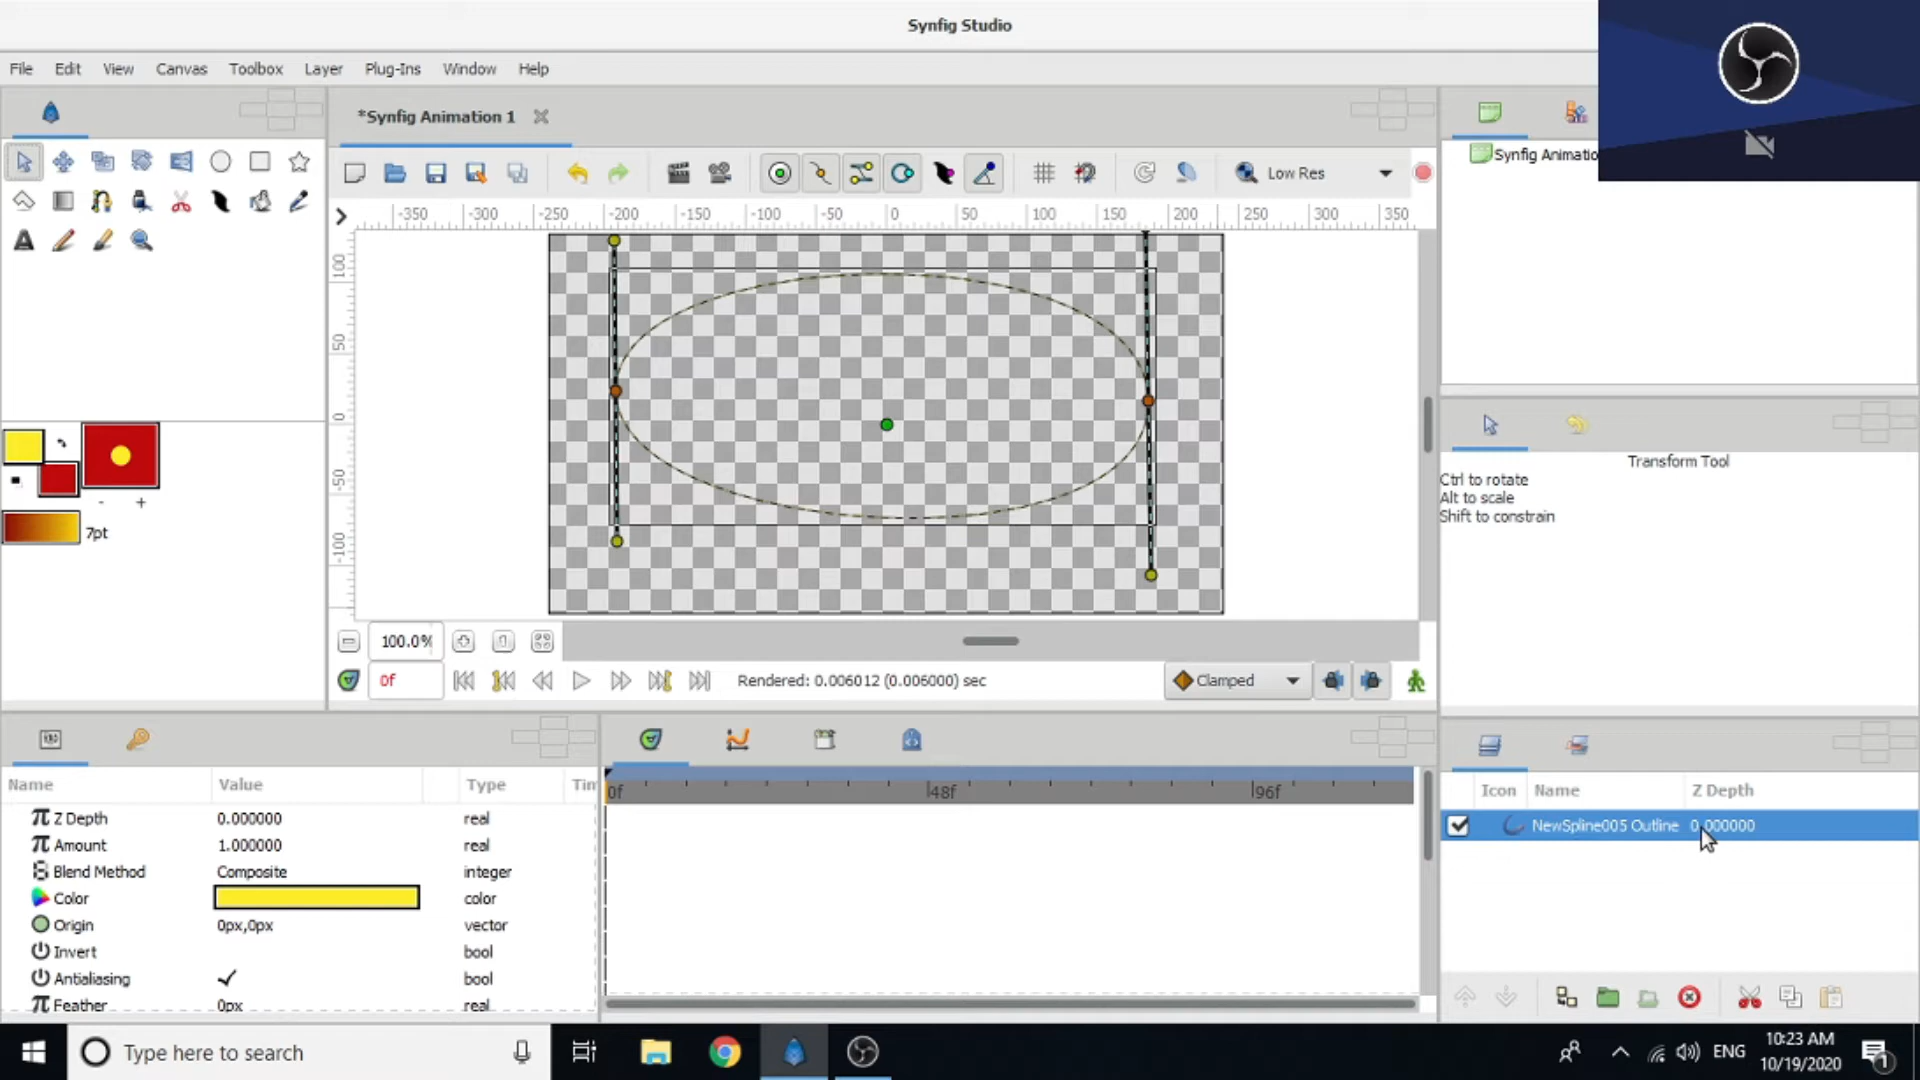 Synfig Studio
File Edit View Canvas Toolbox Layer Plug-Ins Window Help
*Synfig Animation 1
Low Res
-350 -300 -250 -200 -150 -100 -50 0 50 100 150 200 250 300 350
100
50
0
-50
-100
7pt
100.0%
0f
Rendered: 0.006012 (0.006000) sec
Clamped
Synfig Animatio
Transform Tool
Ctrl to rotate
Alt to scale
Shift to constrain
Name Value Type Tim
Z Depth 0.000000 real
Amount 1.000000 real
Blend Method Composite integer
Color color
Origin 0px,0px vector
Invert bool
Antialiasing bool
Feather 0px real
0f 48f 96f
Icon Name Z Depth
NewSpline005 Outline 0.000000
Type here to search
ENG
10:23 AM
10/19/2020
1